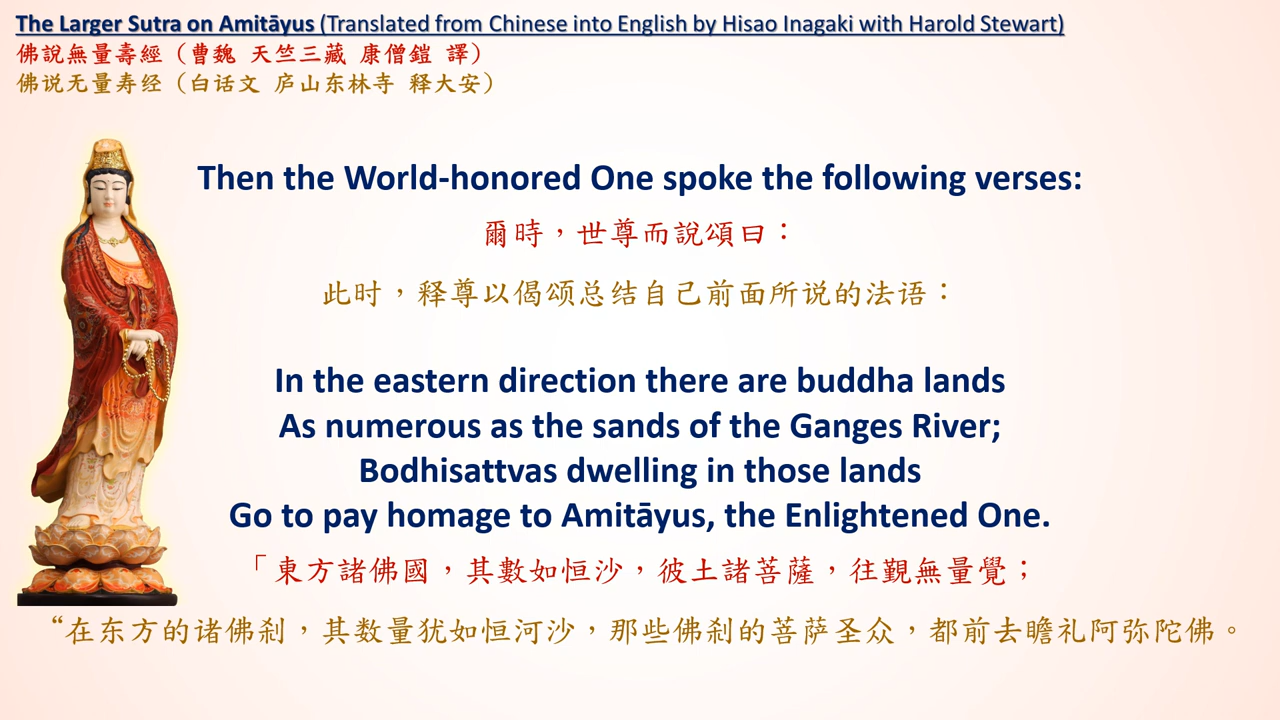 The Larger Sutra on Amitāyus (Translated from Chinese into English by Hisao Inagaki with Harold Stewart)
佛說無量壽經（曹魏 天竺三藏 康僧鎧 譯）
佛说无量寿经（白话文 庐山东林寺 释大安）
Then the World-honored One spoke the following verses:
爾時，世尊而說頌曰：
此时，释尊以偈颂总结自己前面所说的法语：
In the eastern direction there are buddha lands
As numerous as the sands of the Ganges River;
Bodhisattvas dwelling in those lands
Go to pay homage to Amitāyus, the Enlightened One.
「東方諸佛國，其數如恒沙，彼土諸菩薩，往覲無量覺；
“在东方的诸佛刹，其数量犹如恒河沙，那些佛刹的菩萨圣众，都前去瞻礼阿弥陀佛。